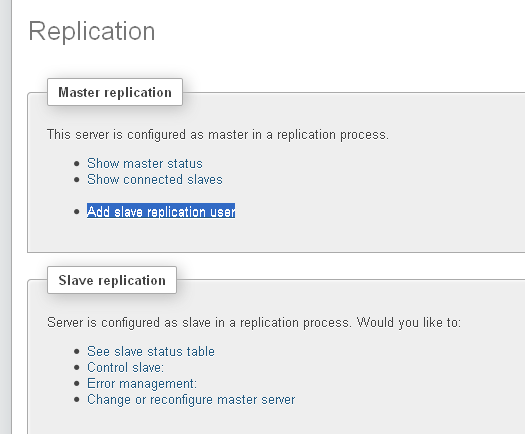 Replication
Master replication
This server is configured as master in a replication process.
Show master status
Show connected slaves
Add slave replication user
Slave replication
Server is configured as slave in a replication process. Would you like to:
See slave status table
Control slave:
Error management:
Change or reconfigure master server